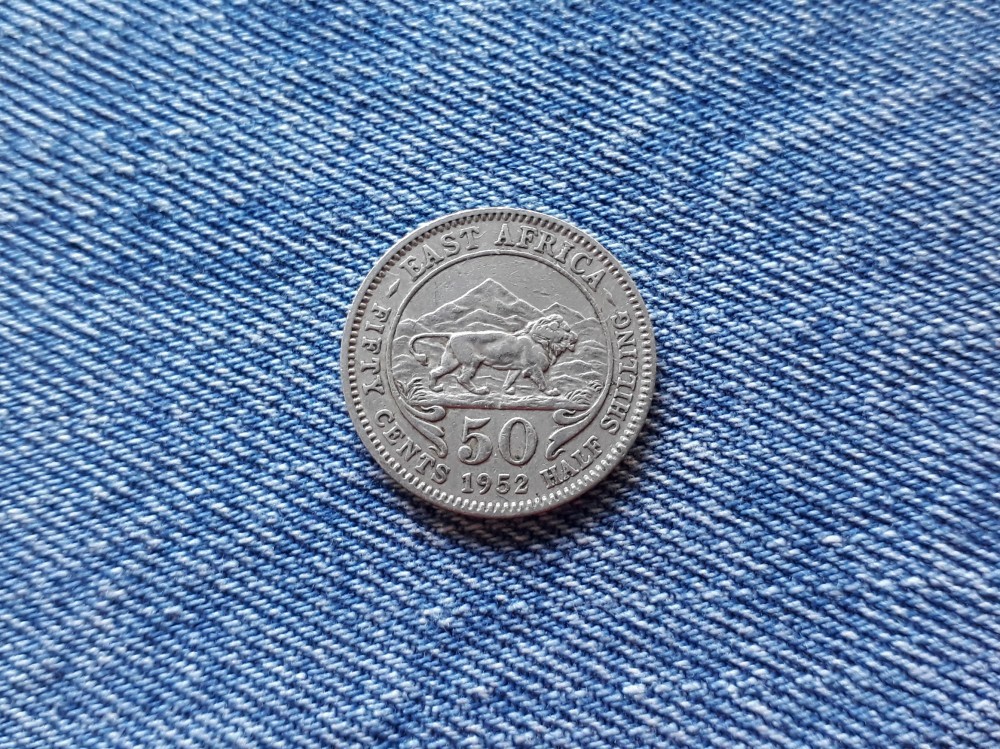 EAST AFRICA
50
FIFTY CENTS 1952 HALF SHILLING